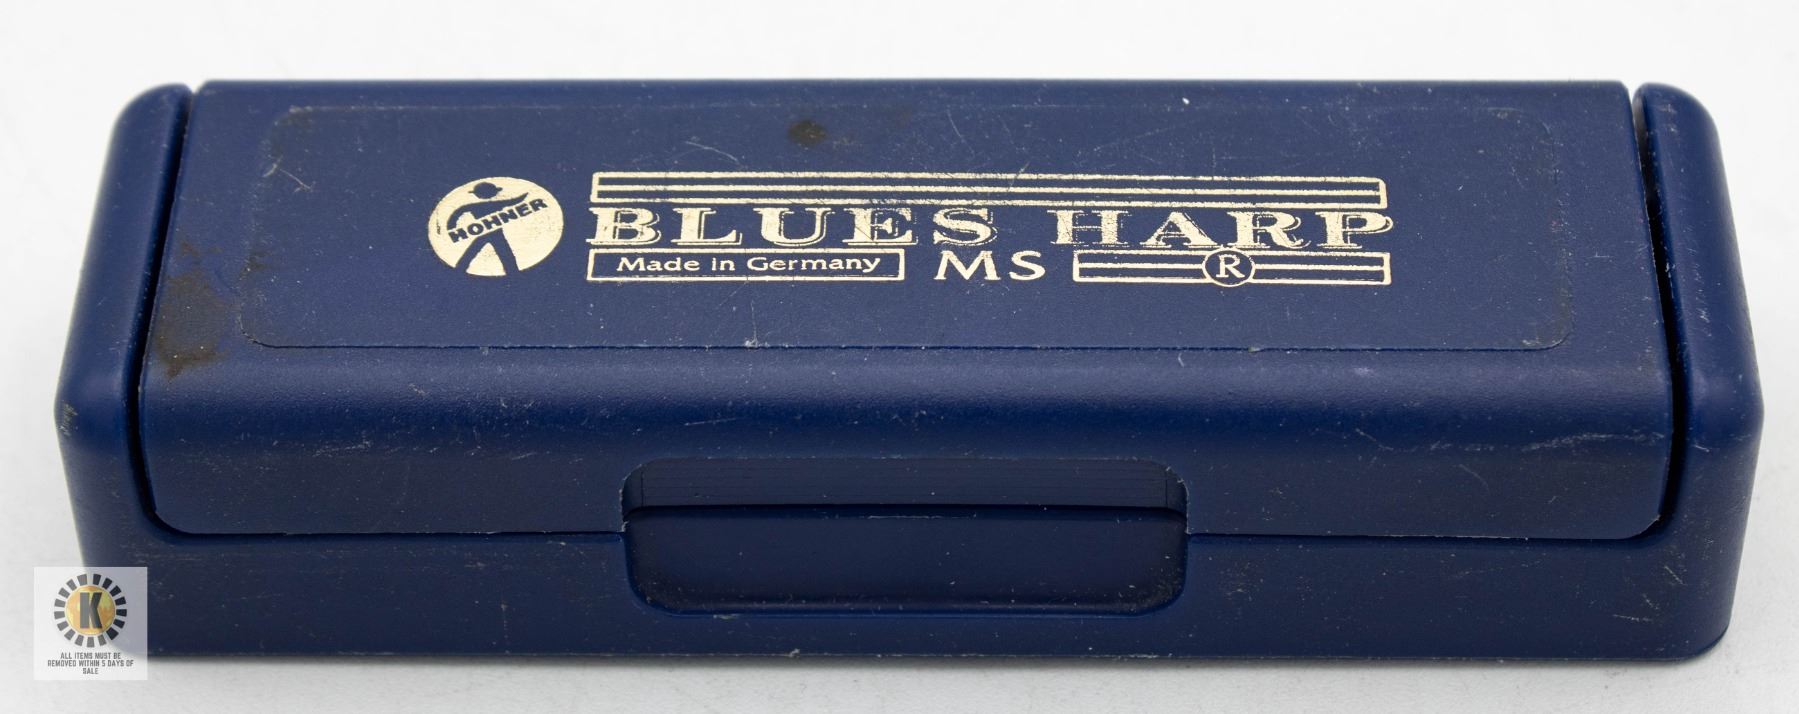 HOHNER
BLUES HARP
Made in Germany MS ®
K
ALL ITEMS MUST BE
REMOVED WITHIN 5 DAYS OF
SALE